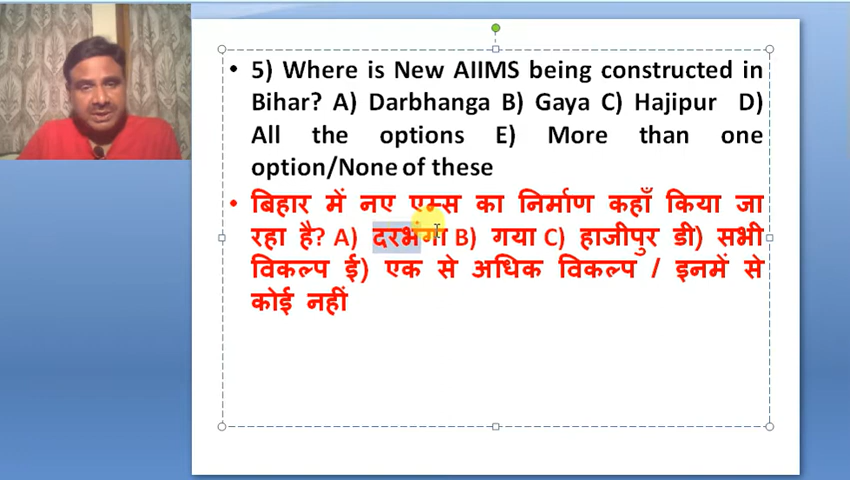 • 5) Where is New AIIMS being constructed in
Bihar? A) Darbhanga B) Gaya C) Hajipur D)
All the options E) More than one
option/None of these
• बिहार में नए एम्स का निर्माण कहाँ किया जा
रहा है? A) दरभंगा B) गया C) हाजीपुर डी) सभी
विकल्प ई) एक से अधिक विकल्प / इनमें से
कोई नहीं